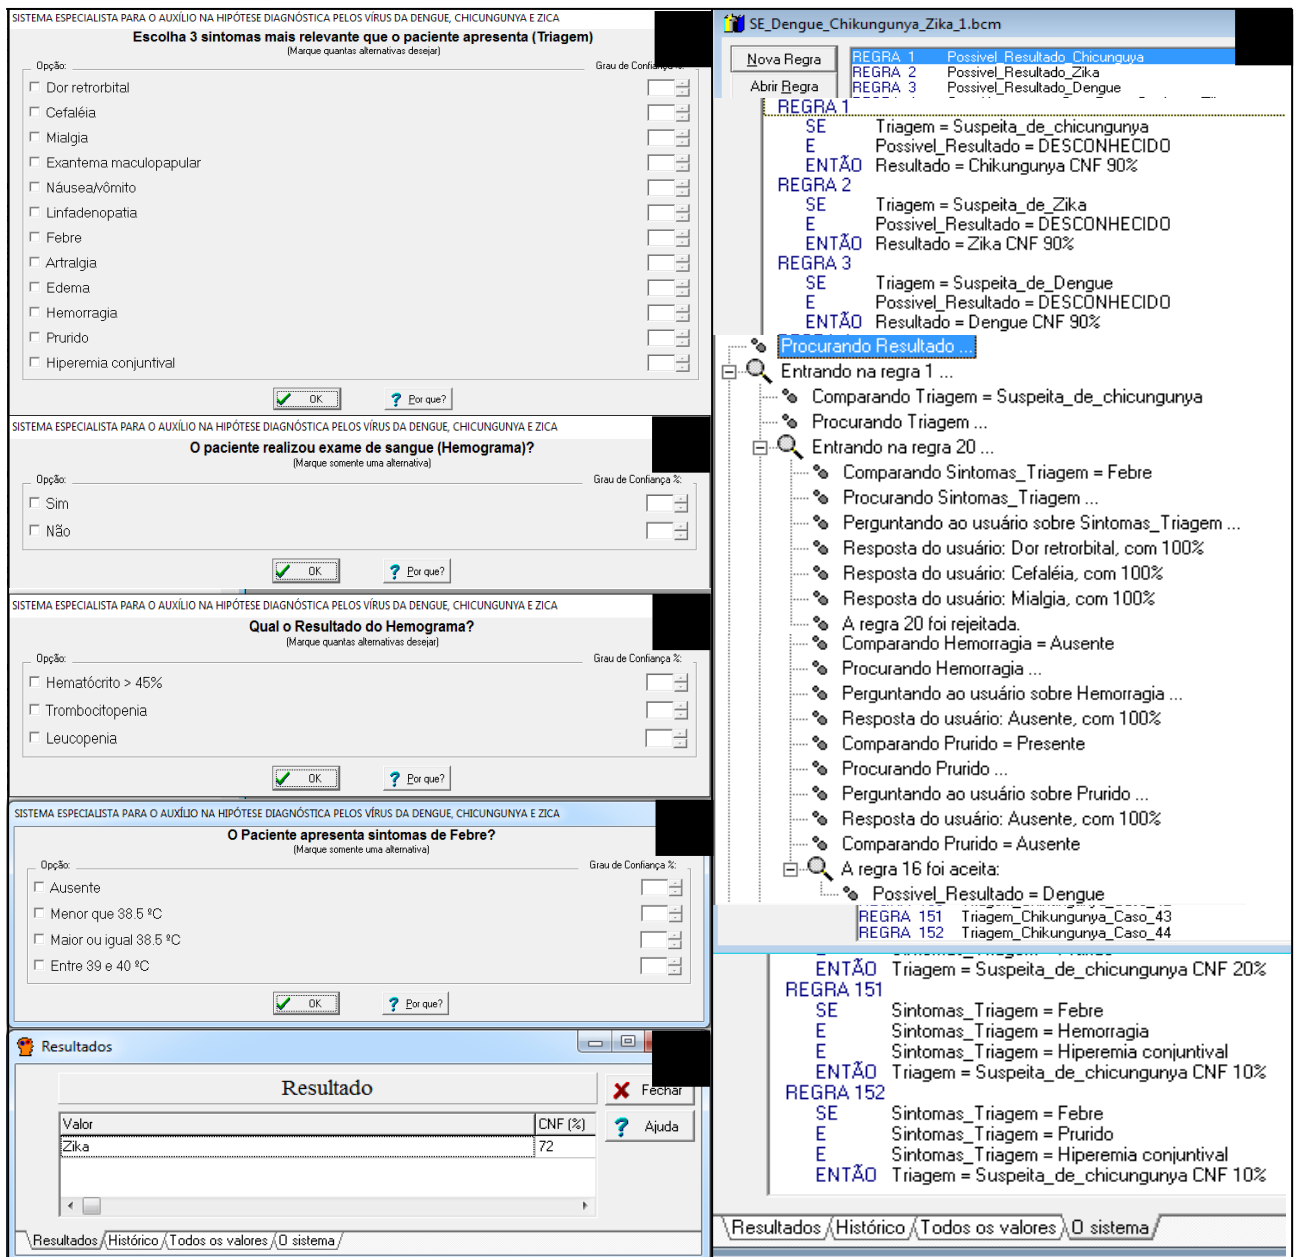 SISTEMA ESPECIALISTA PARA O AUXÍLIO NA HIPÓTESE DIAGNÓSTICA PELOS VÍRUS DA DENGUE, CHICUNGUNYA E ZICA
Escolha 3 sintomas mais relevante que o paciente apresenta (Triagem)
(Marque quantas alternativas desejar)
Opção:
Grau de Confiança %:
Dor retrorbital
Cefaléia
Mialgia
Exantema maculopapular
Náusea/vômito
Linfadenopatia
Febre
Artralgia
Edema
Hemorragia
Prurido
Hiperemia conjuntival
OK
Por que?
SISTEMA ESPECIALISTA PARA O AUXÍLIO NA HIPÓTESE DIAGNÓSTICA PELOS VÍRUS DA DENGUE, CHICUNGUNYA E ZICA
O paciente realizou exame de sangue (Hemograma)?
(Marque somente uma alternativa)
Opção:
Grau de Confiança %:
Sim
Não
OK
Por que?
SISTEMA ESPECIALISTA PARA O AUXÍLIO NA HIPÓTESE DIAGNÓSTICA PELOS VÍRUS DA DENGUE, CHICUNGUNYA E ZICA
Qual o Resultado do Hemograma?
(Marque quantas alternativas desejar)
Opção:
Grau de Confiança %:
Hematócrito > 45%
Trombocitopenia
Leucopenia
OK
Por que?
SISTEMA ESPECIALISTA PARA O AUXÍLIO NA HIPÓTESE DIAGNÓSTICA PELOS VÍRUS DA DENGUE, CHICUNGUNYA E ZICA
O Paciente apresenta sintomas de Febre?
(Marque somente uma alternativa)
Opção:
Grau de Confiança %:
Ausente
Menor que 38.5 ºC
Maior ou igual 38.5 ºC
Entre 39 e 40 ºC
OK
Por que?
Resultados
Resultado
Fechar
Ajuda
Valor CNF (%)
Zika 72
Resultados Histórico Todos os valores O sistema
SE_Dengue_Chikungunya_Zika_1.bcm
Nova Regra
Abrir Regra
REGRA 1 Possivel_Resultado_Chicunguya
REGRA 2 Possivel_Resultado_Zika
REGRA 3 Possivel_Resultado_Dengue
REGRA 1
SE Triagem = Suspeita_de_chicungunya
E Possivel_Resultado = DESCONHECIDO
ENTÃO Resultado = Chikungunya CNF 90%
REGRA 2
SE Triagem = Suspeita_de_Zika
E Possivel_Resultado = DESCONHECIDO
ENTÃO Resultado = Zika CNF 90%
REGRA 3
SE Triagem = Suspeita_de_Dengue
E Possivel_Resultado = DESCONHECIDO
ENTÃO Resultado = Dengue CNF 90%
Procurando Resultado ...
Entrando na regra 1 ...
Comparando Triagem = Suspeita_de_chicungunya
Procurando Triagem ...
Entrando na regra 20 ...
Comparando Sintomas_Triagem = Febre
Procurando Sintomas_Triagem ...
Perguntando ao usuário sobre Sintomas_Triagem ...
Resposta do usuário: Dor retrorbital, com 100%
Resposta do usuário: Cefaléia, com 100%
Resposta do usuário: Mialgia, com 100%
A regra 20 foi rejeitada.
Comparando Hemorragia = Ausente
Procurando Hemorragia ...
Perguntando ao usuário sobre Hemorragia ...
Resposta do usuário: Ausente, com 100%
Comparando Prurido = Presente
Procurando Prurido ...
Perguntando ao usuário sobre Prurido ...
Resposta do usuário: Ausente, com 100%
Comparando Prurido = Ausente
A regra 16 foi aceita:
Possivel_Resultado = Dengue
REGRA 151 Triagem_Chikungunya_Caso_43
REGRA 152 Triagem_Chikungunya_Caso_44
ENTÃO Triagem = Suspeita_de_chicungunya CNF 20%
REGRA 151
SE Sintomas_Triagem = Febre
E Sintomas_Triagem = Hemorragia
E Sintomas_Triagem = Hiperemia conjuntival
ENTÃO Triagem = Suspeita_de_chicungunya CNF 10%
REGRA 152
SE Sintomas_Triagem = Febre
E Sintomas_Triagem = Prurido
E Sintomas_Triagem = Hiperemia conjuntival
ENTÃO Triagem = Suspeita_de_chicungunya CNF 10%
Resultados Histórico Todos os valores O sistema